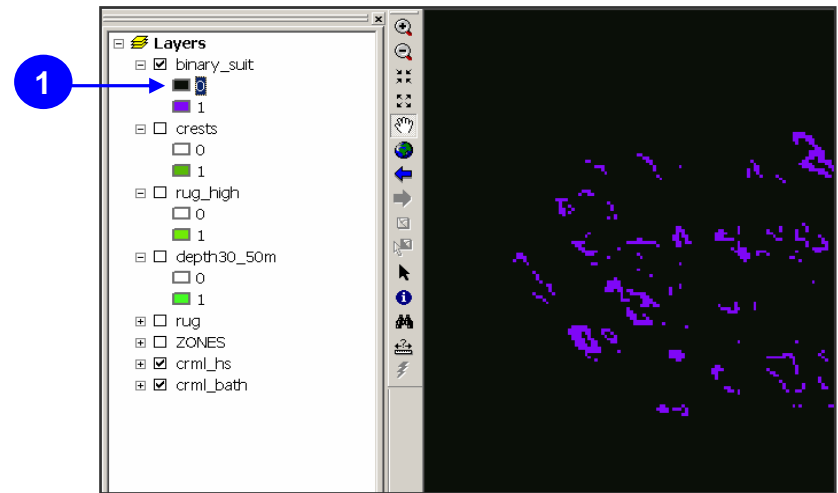 Layers
binary_suit
1
0
1
crests
0
1
rug_high
0
1
depth30_50m
0
1
rug
ZONES
crml_hs
crml_bath